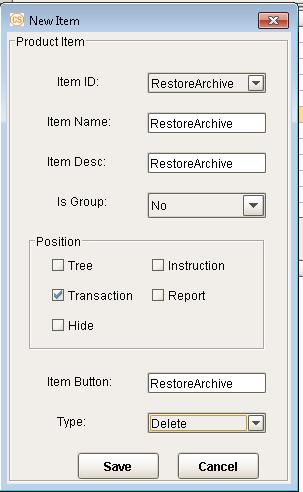 CS New Item
Product Item
Item ID: RestoreArchive
Item Name: RestoreArchive
Item Desc: RestoreArchive
Is Group: No
Position
Tree Instruction
Transaction Report
Hide
Item Button: RestoreArchive
Type: Delete
Save Cancel